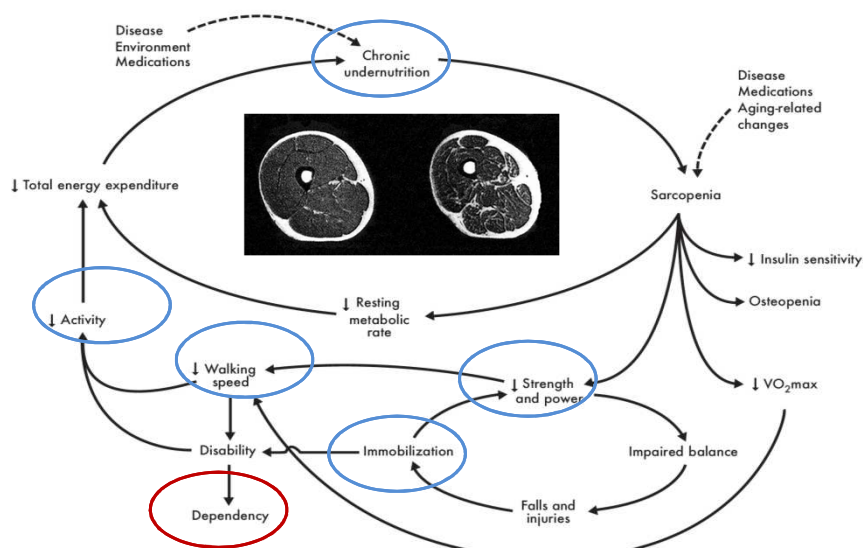 Disease
Environment
Medications
Chronic
undernutrition
Disease
Medications
Aging-related
changes
↓ Total energy expenditure
Sarcopenia
↓ Insulin sensitivity
Osteopenia
↓ Resting
metabolic
rate
↓ Activity
↓ Walking
speed
↓ Strength
and power
↓ VO₂max
Disability
Immobilization
Impaired balance
Falls and
injuries
Dependency